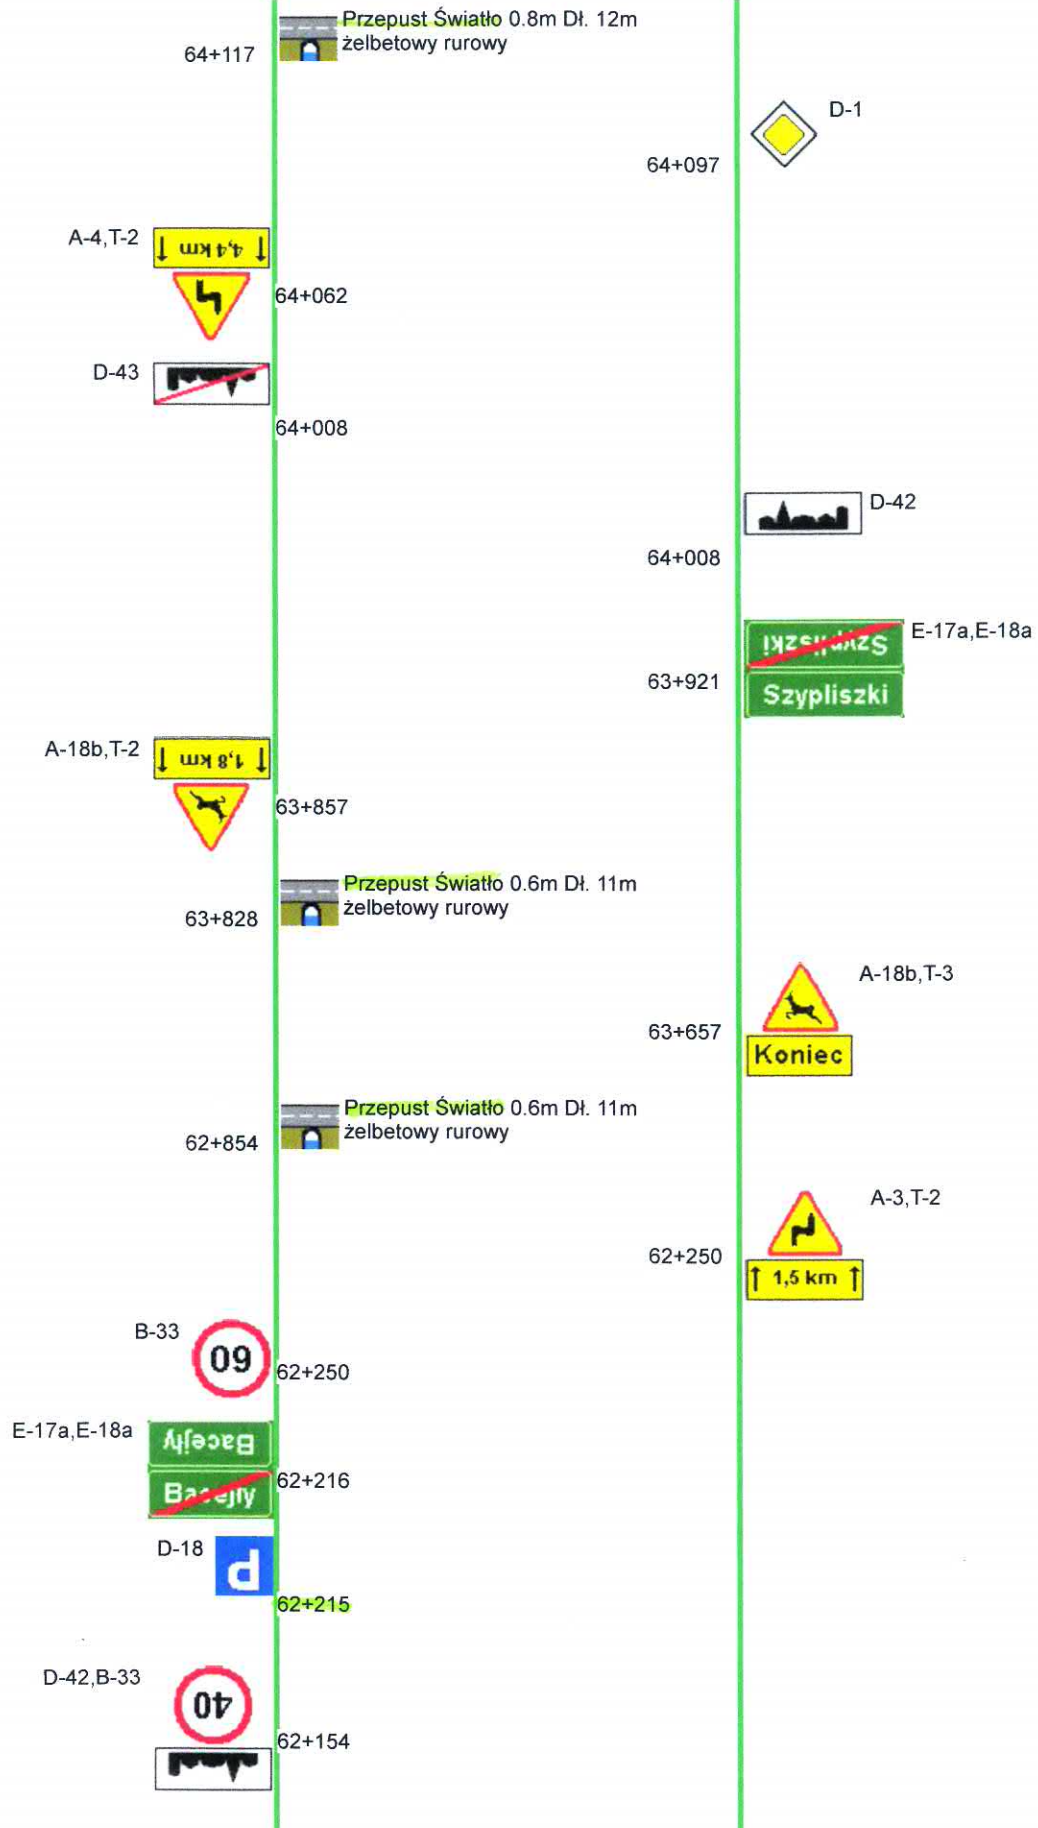 Przepust Światło 0.8m Dł. 12m
żelbetowy rurowy
64+117
D-1
64+097
A-4,T-2
4,4 km
64+062
D-43
64+008
D-42
64+008
E-17a,E-18a
Szypliszki
63+921
Szypliszki
A-18b,T-2
1,8 km
63+857
Przepust Światło 0.6m Dł. 11m
żelbetowy rurowy
63+828
A-18b,T-3
63+657
Koniec
Przepust Światło 0.6m Dł. 11m
żelbetowy rurowy
62+854
A-3,T-2
62+250
1,5 km
B-33
60
62+250
E-17a,E-18a
Bacejły
62+216
Bacejły
D-18
P
62+215
D-42,B-33
40
62+154